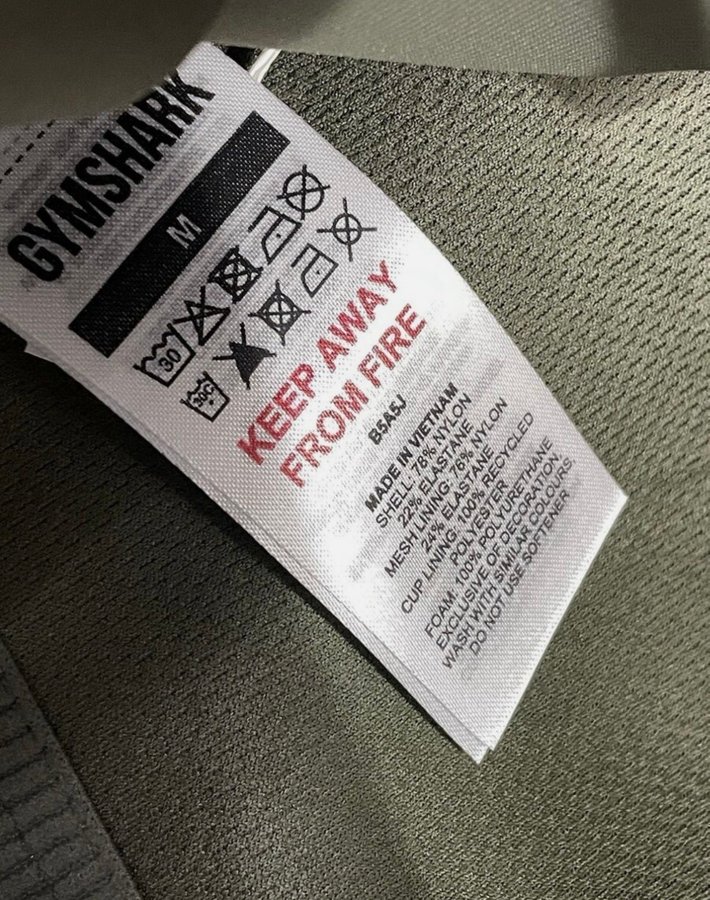 GYMSHARK
M
30
30C
KEEP AWAY
FROM FIRE
B5A5J
MADE IN VIETNAM
SHELL: 78% NYLON
22% ELASTANE
MESH LINING: 76% NYLON
24% ELASTANE
CUP LINING: 100% RECYCLED
POLYESTER
FOAM: 100% POLYURETHANE
EXCLUSIVE OF DECORATION.
WASH WITH SIMILAR COLOURS.
DO NOT USE SOFTENER